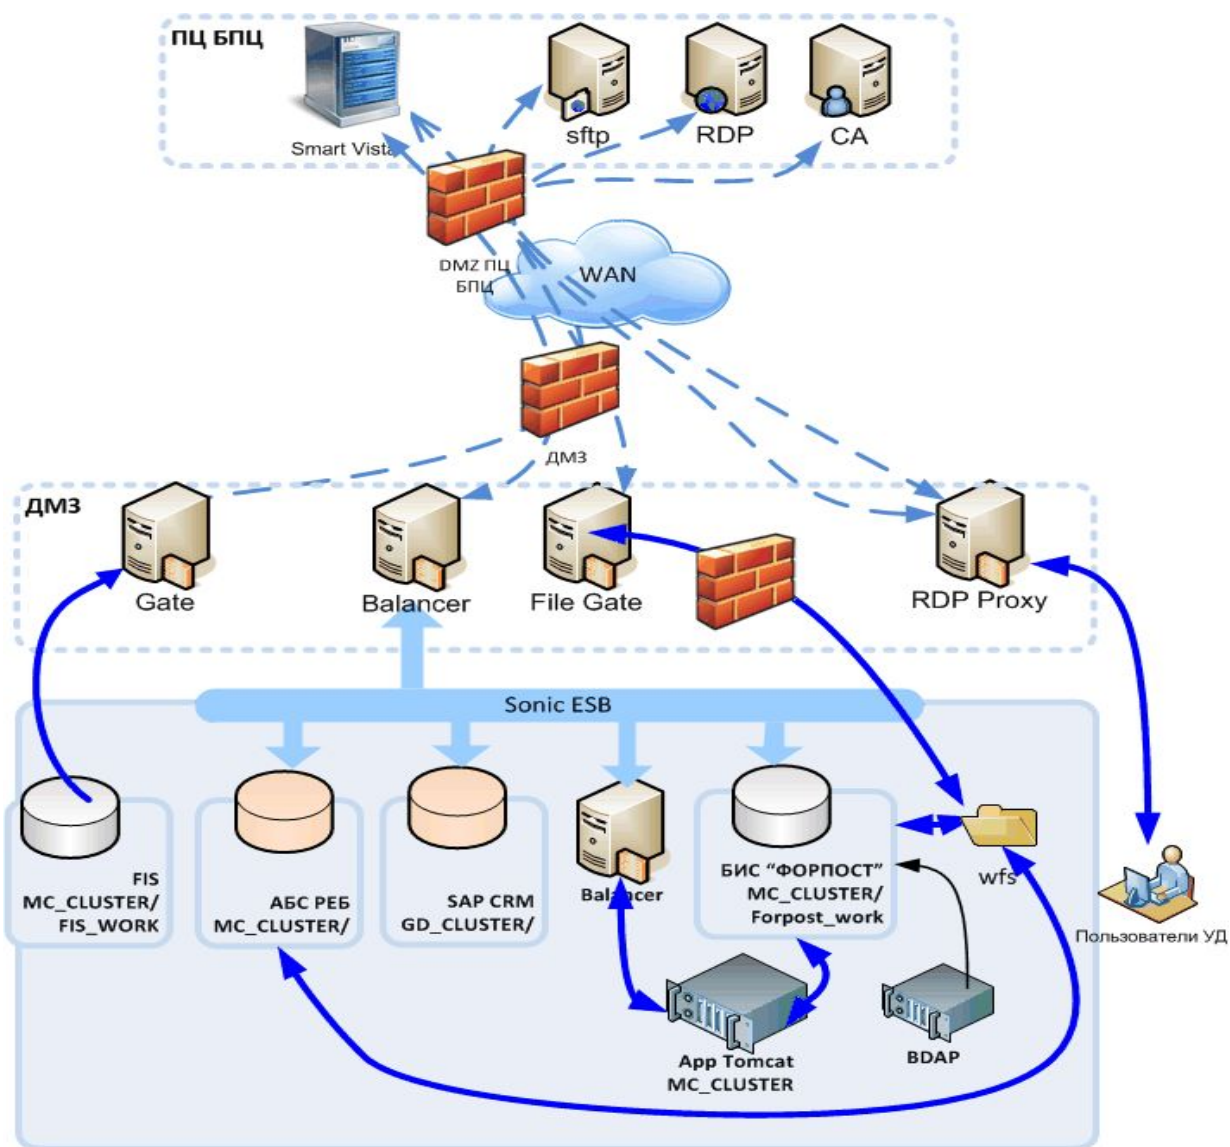 ПЦ БПЦ
Smart Vista
sftp
RDP
CA
DMZ ПЦ
БПЦ
WAN
ДМЗ
ДМЗ
Gate
Balancer
File Gate
RDP Proxy
Sonic ESB
FIS
MC_CLUSTER/
FIS_WORK
АБС РЕБ
MC_CLUSTER/
SAP CRM
GD_CLUSTER/
Balancer
БИС “ФОРПОСТ”
MC_CLUSTER/
Forpost_work
wfs
Пользователи УД
App Tomcat
MC_CLUSTER
BDAP